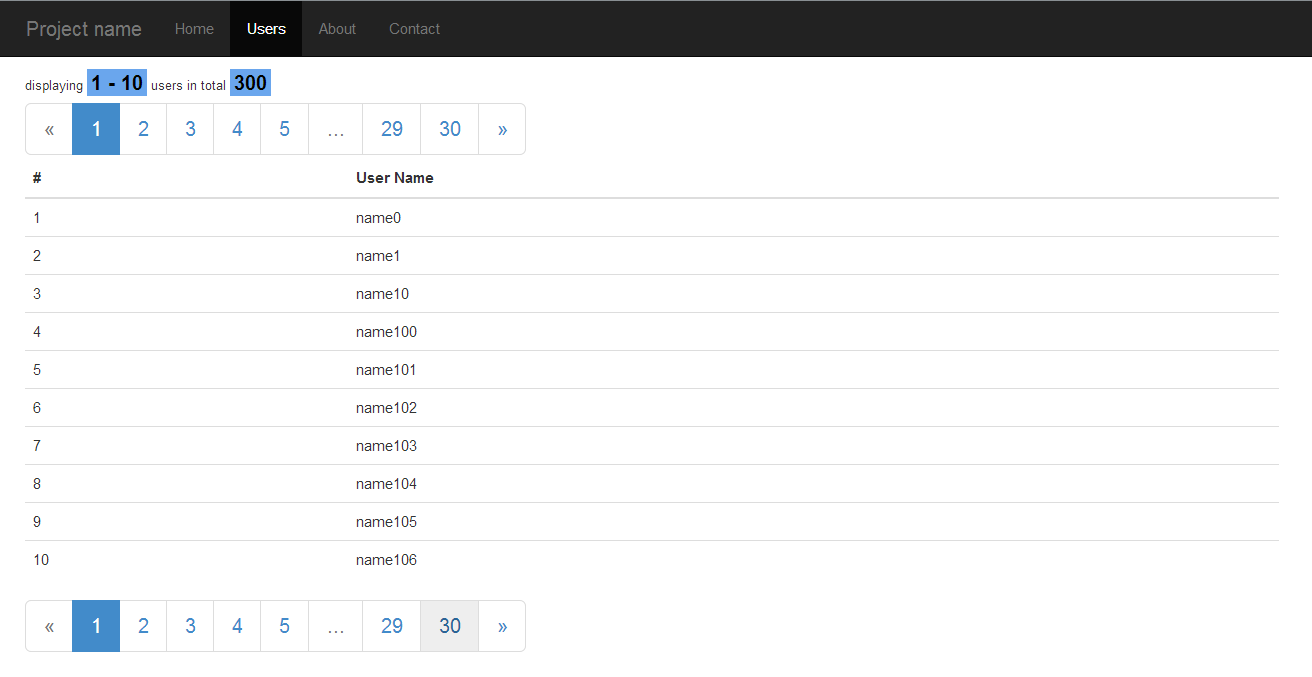 Project name Home Users About Contact
displaying 1 - 10 users in total 300
« 1 2 3 4 5 ... 29 30 »
# User Name
1 name0
2 name1
3 name10
4 name100
5 name101
6 name102
7 name103
8 name104
9 name105
10 name106
« 1 2 3 4 5 ... 29 30 »